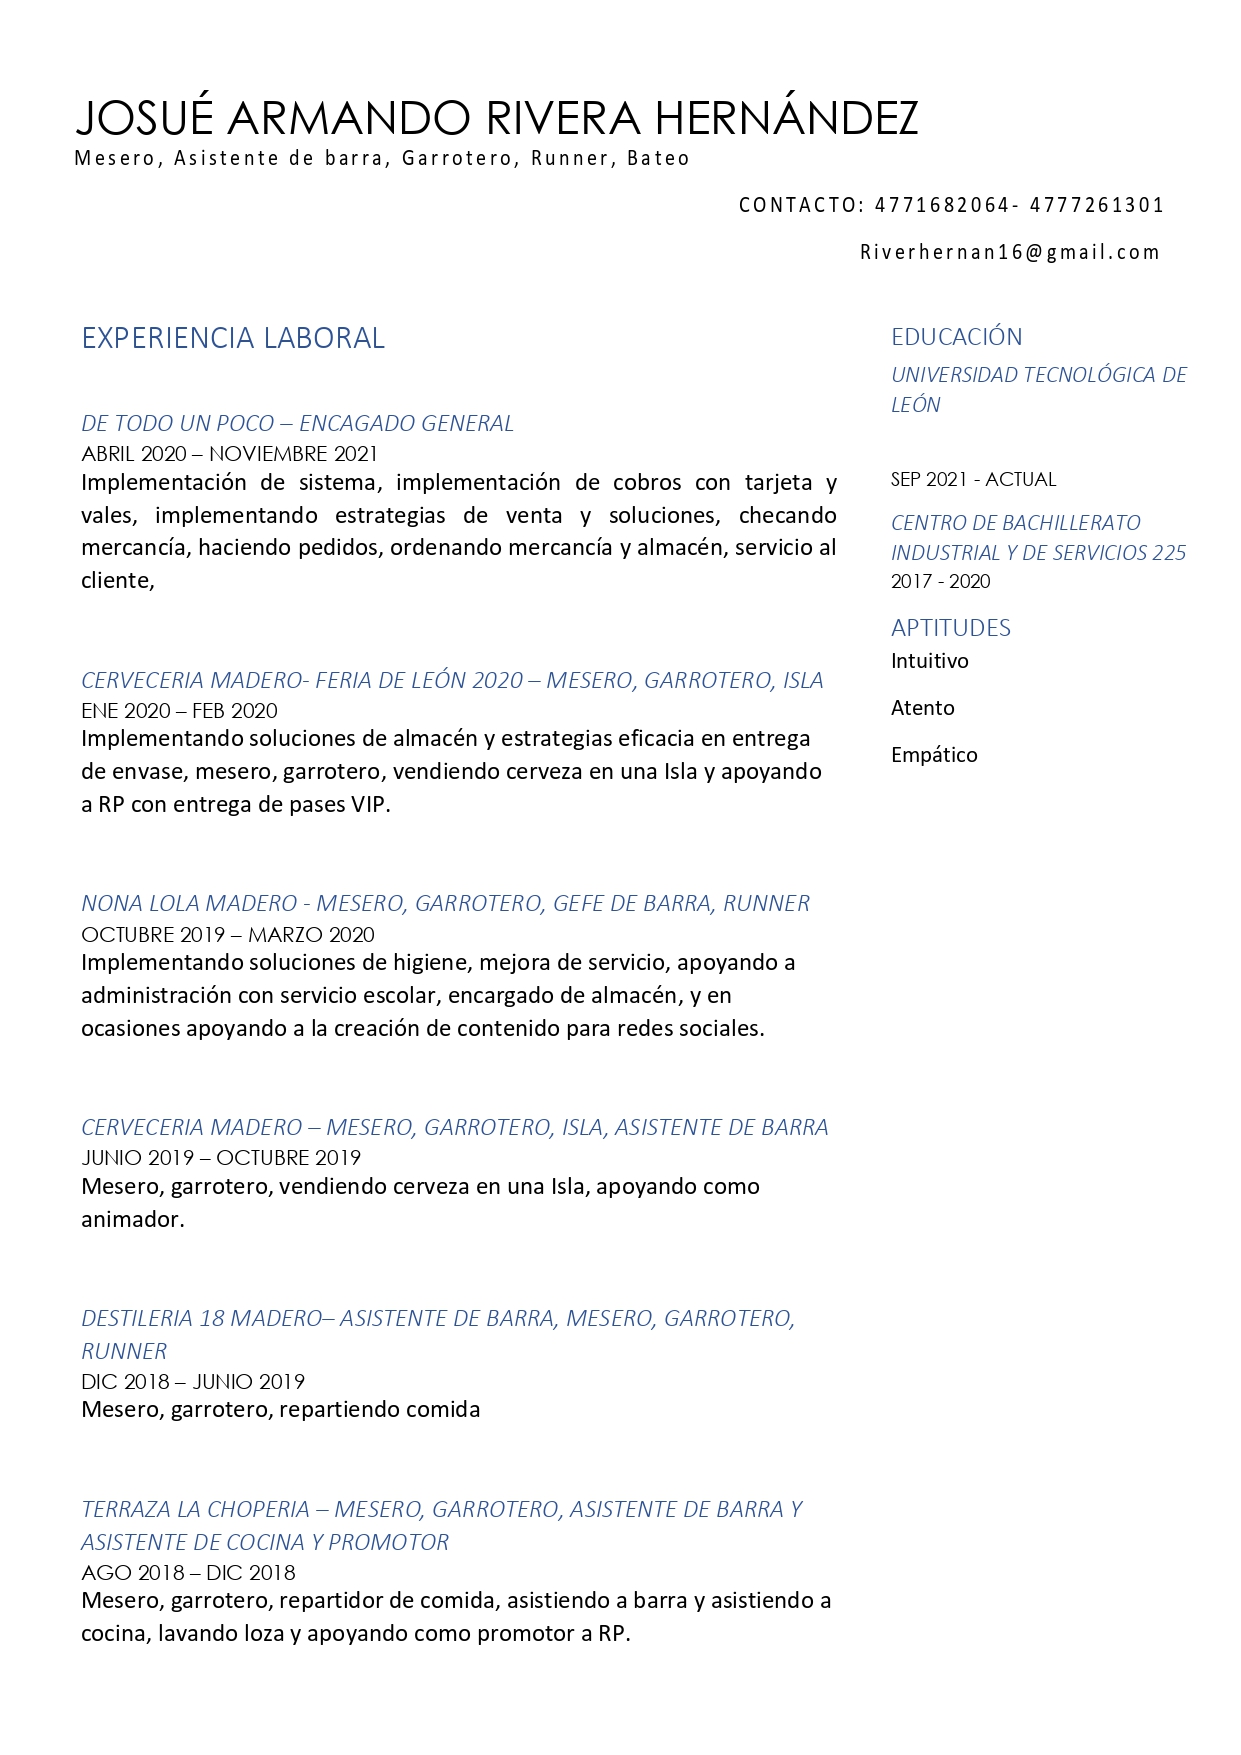 JOSUÉ ARMANDO RIVERA HERNÁNDEZ
Mesero, Asistente de barra, Garrotero, Runner, Bateo
CONTACTO: 4771682064- 4777261301
Riverhernan16@gmail.com
EXPERIENCIA LABORAL
DE TODO UN POCO – ENCAGADO GENERAL
ABRIL 2020 – NOVIEMBRE 2021
Implementación de sistema, implementación de cobros con tarjeta y
vales, implementando estrategias de venta y soluciones, checando
mercancía, haciendo pedidos, ordenando mercancía y almacén, servicio al
cliente,
CERVECERIA MADERO- FERIA DE LEÓN 2020 – MESERO, GARROTERO, ISLA
ENE 2020 – FEB 2020
Implementando soluciones de almacén y estrategias eficacia en entrega
de envase, mesero, garrotero, vendiendo cerveza en una Isla y apoyando
a RP con entrega de pases VIP.
NONA LOLA MADERO - MESERO, GARROTERO, GEFE DE BARRA, RUNNER
OCTUBRE 2019 – MARZO 2020
Implementando soluciones de higiene, mejora de servicio, apoyando a
administración con servicio escolar, encargado de almacén, y en
ocasiones apoyando a la creación de contenido para redes sociales.
CERVECERIA MADERO – MESERO, GARROTERO, ISLA, ASISTENTE DE BARRA
JUNIO 2019 – OCTUBRE 2019
Mesero, garrotero, vendiendo cerveza en una Isla, apoyando como
animador.
DESTILERIA 18 MADERO– ASISTENTE DE BARRA, MESERO, GARROTERO,
RUNNER
DIC 2018 – JUNIO 2019
Mesero, garrotero, repartiendo comida
TERRAZA LA CHOPERIA – MESERO, GARROTERO, ASISTENTE DE BARRA Y
ASISTENTE DE COCINA Y PROMOTOR
AGO 2018 – DIC 2018
Mesero, garrotero, repartidor de comida, asistiendo a barra y asistiendo a
cocina, lavando loza y apoyando como promotor a RP.
EDUCACIÓN
UNIVERSIDAD TECNOLÓGICA DE
LEÓN
SEP 2021 - ACTUAL
CENTRO DE BACHILLERATO
INDUSTRIAL Y DE SERVICIOS 225
2017 - 2020
APTITUDES
Intuitivo
Atento
Empático